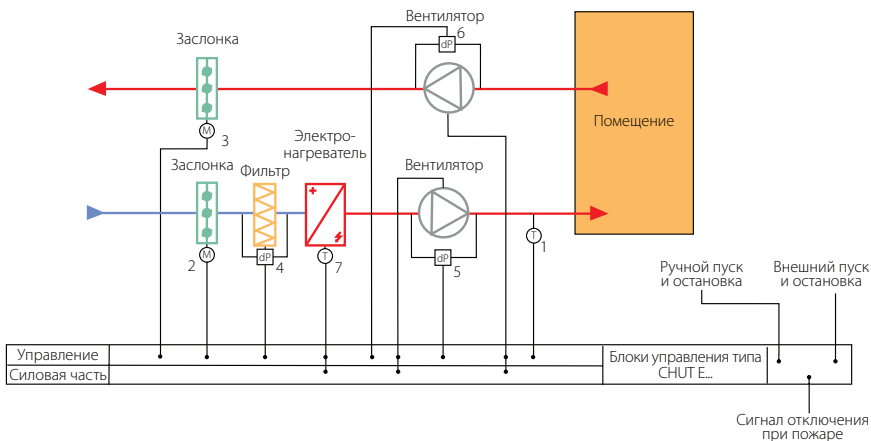 Вентилятор
6
dP
Заслонка
M
3
Помещение
Электро-
нагреватель
Заслонка
Фильтр
Вентилятор
M
2
dP
4
T
7
dP
5
T
1
Ручной пуск
и остановка
Внешний пуск
и остановка
Управление
Силовая часть
Блоки управления типа
CHUT E...
Сигнал отключения
при пожаре